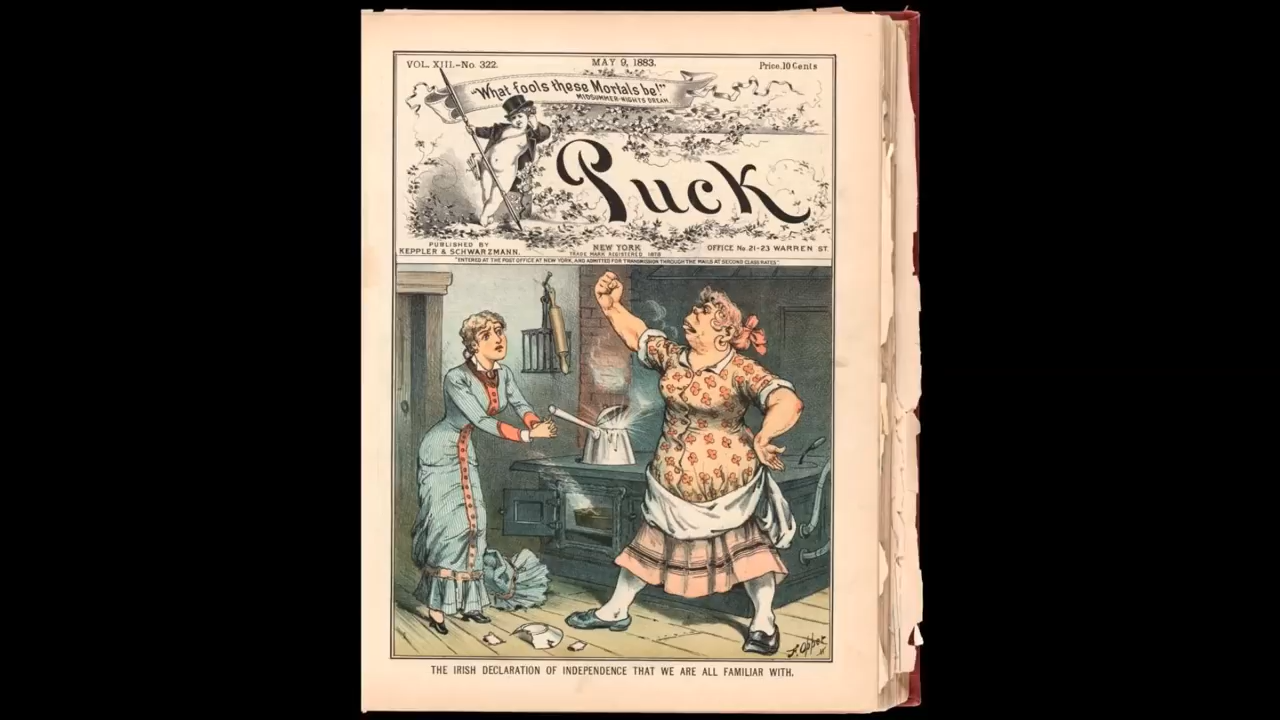 VOL. XIII.—No. 322.
MAY 9, 1883.
Price, 10 Cents
"What fools these Mortals be!"
MIDSUMMER-NIGHTS DREAM.
Puck
PUBLISHED BY
KEPPLER & SCHWARZMANN.
NEW YORK
TRADE MARK REGISTERED 1878
OFFICE No. 21-23 WARREN ST.
"ENTERED AT THE POST OFFICE AT NEW YORK, AND ADMITTED FOR TRANSMISSION THROUGH THE MAILS AT SECOND CLASS RATES."
F. Opper
THE IRISH DECLARATION OF INDEPENDENCE THAT WE ARE ALL FAMILIAR WITH.